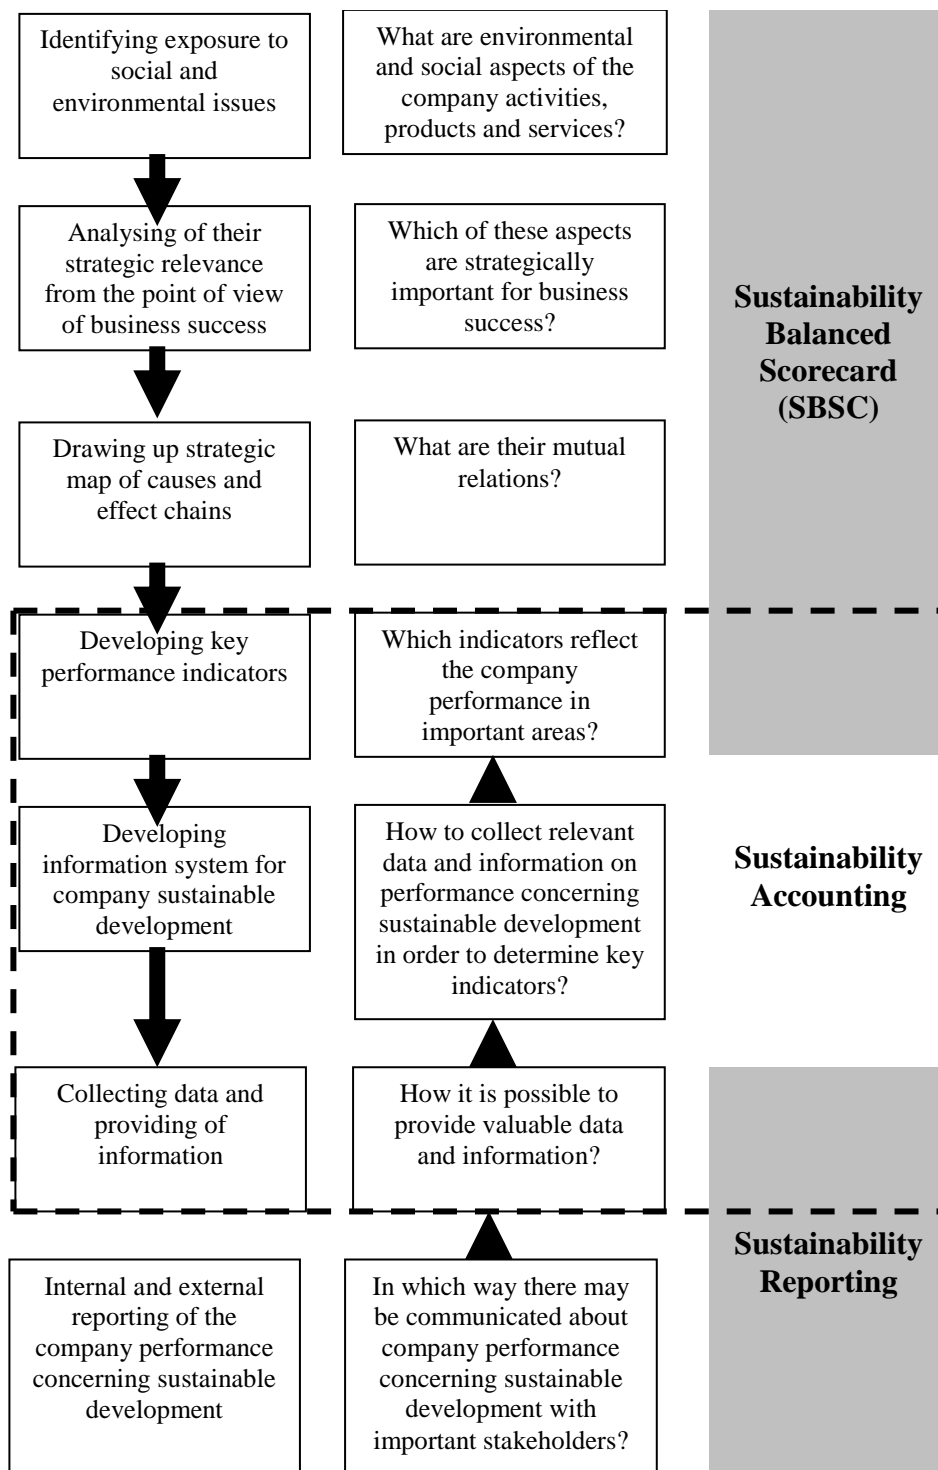 Identifying exposure to
social and
environmental issues
What are environmental
and social aspects of the
company activities,
products and services?
Analysing of their
strategic relevance
from the point of view
of business success
Which of these aspects
are strategically
important for business
success?
Sustainability
Balanced
Scorecard
(SBSC)
Drawing up strategic
map of causes and
effect chains
What are their mutual
relations?
Developing key
performance indicators
Which indicators reflect
the company
performance in
important areas?
Developing
information system for
company sustainable
development
How to collect relevant
data and information on
performance concerning
sustainable development
in order to determine key
indicators?
Sustainability
Accounting
Collecting data and
providing of
information
How it is possible to
provide valuable data
and information?
Sustainability
Reporting
Internal and external
reporting of the
company performance
concerning sustainable
development
In which way there may
be communicated about
company performance
concerning sustainable
development with
important stakeholders?